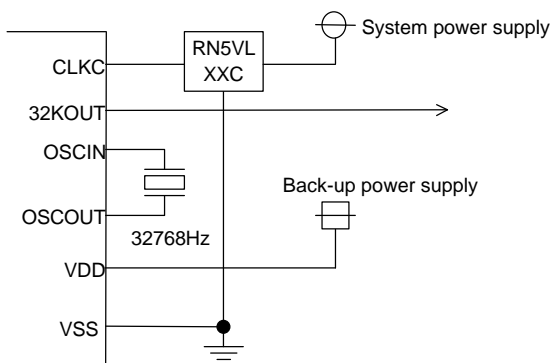 System power supply
RN5VL
XXC
CLKC
32KOUT
OSCIN
Back-up power supply
OSCOUT
32768Hz
VDD
VSS